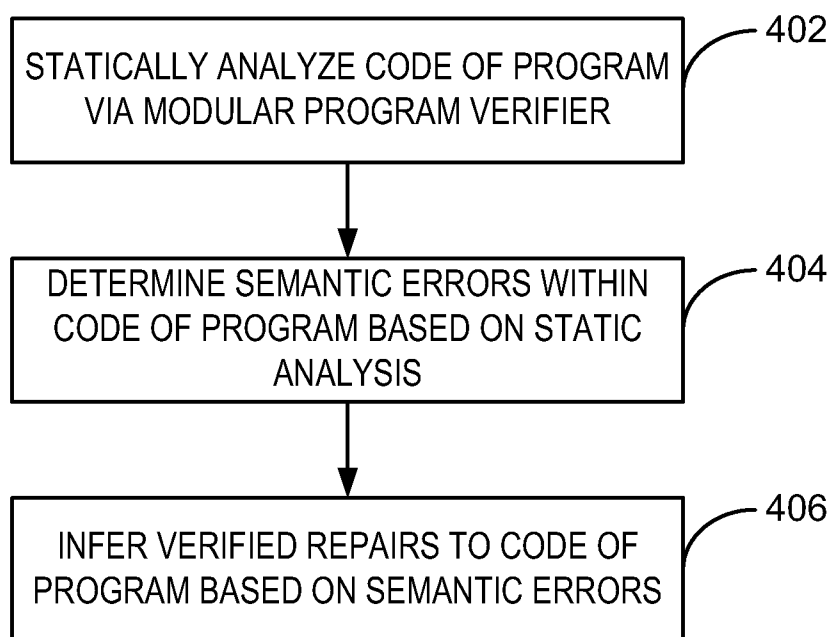 STATICALLY ANALYZE CODE OF PROGRAM
VIA MODULAR PROGRAM VERIFIER
402
DETERMINE SEMANTIC ERRORS WITHIN
CODE OF PROGRAM BASED ON STATIC
ANALYSIS
404
INFER VERIFIED REPAIRS TO CODE OF
PROGRAM BASED ON SEMANTIC ERRORS
406